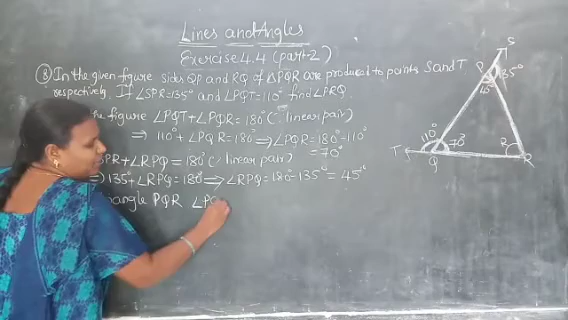 Lines and Angles
Exercise 4.4 (part-2)
⑧ In the given figure sides QP and RQ of △PQR are produced to points S and T
respectively. If ∠SPR=135° and ∠PQT=110° find ∠PRQ.
the figure ∠PQT+∠PQR=180° (∵ linear pair)
⇒ 110°+∠PQR=180° ⇒ ∠PQR=180°-110°
=70°
SPR+∠RPQ=180° (∵ linear pair)
⇒ 135°+∠RPQ=180° ⇒ ∠RPQ=180°-135°=45°
angle PQR ∠PQ
S
P
135°
45°
110°
70°
T
Q
R
R